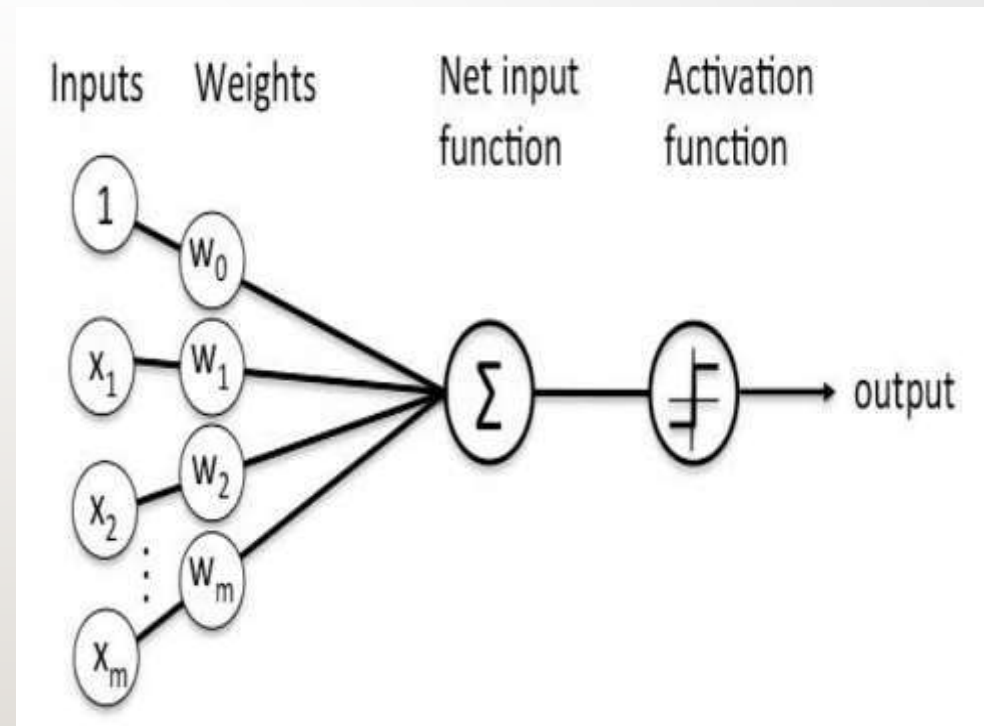 Inputs Weights Net input Activation
function function
1
w₀
x₁ w₁ Σ output
x₂ w₂
⋮ wₘ
xₘ